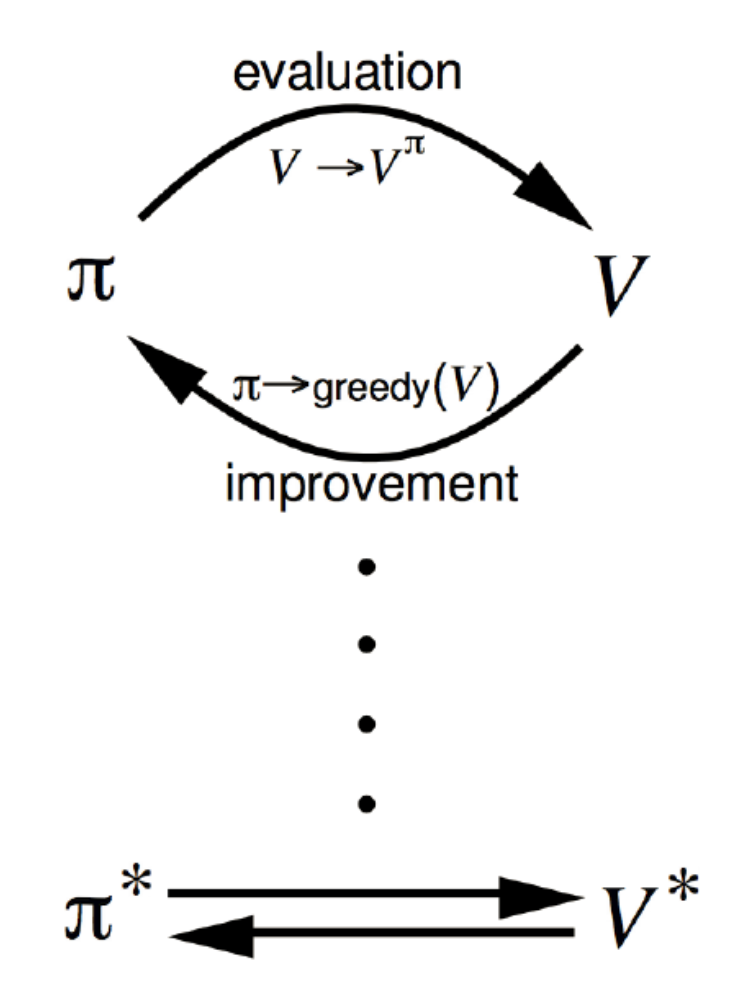 evaluation
V → V^π
π V
π→greedy(V)
improvement
π* V*